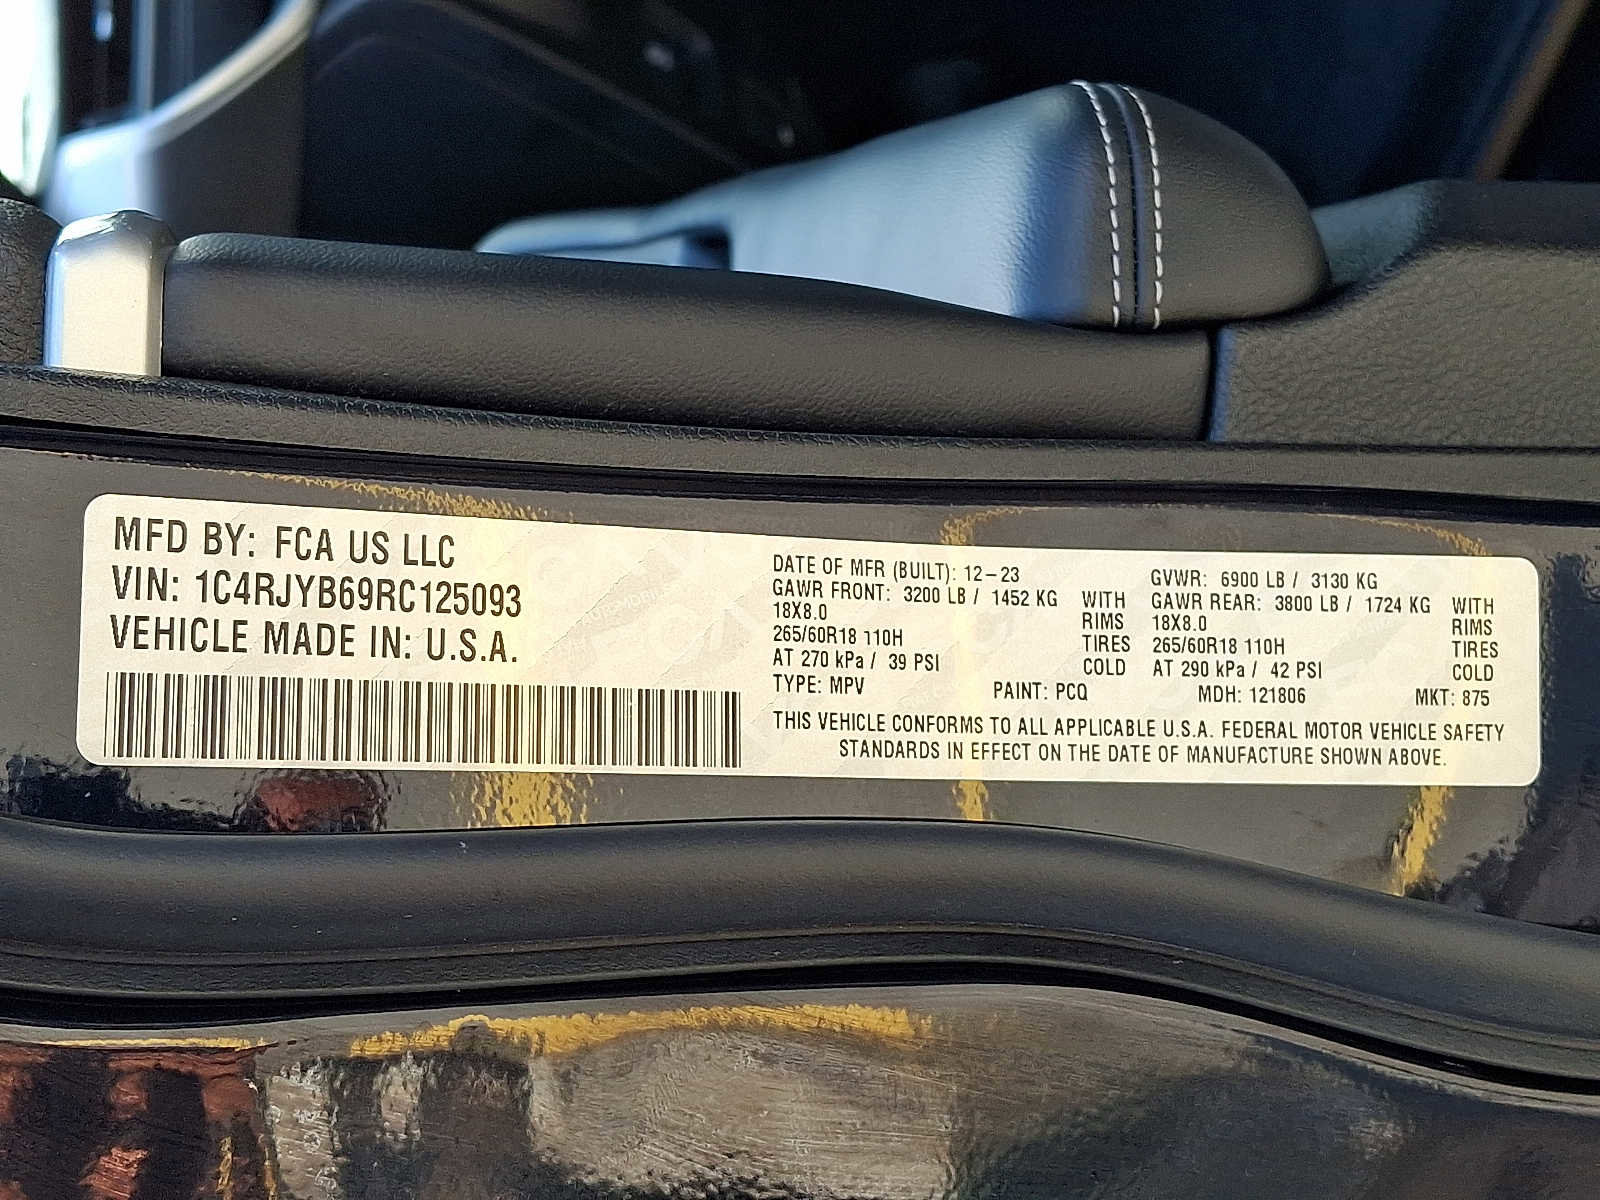 MFD BY: FCA US LLC
VIN: 1C4RJYB69RC125093
VEHICLE MADE IN: U.S.A.
DATE OF MFR (BUILT): 12-23
GAWR FRONT: 3200 LB / 1452 KG WITH
18X8.0 RIMS
265/60R18 110H TIRES
AT 270 kPa / 39 PSI COLD
GVWR: 6900 LB / 3130 KG
GAWR REAR: 3800 LB / 1724 KG WITH
18X8.0 RIMS
265/60R18 110H TIRES
AT 290 kPa / 42 PSI COLD
TYPE: MPV PAINT: PCQ MDH: 121806 MKT: 875
THIS VEHICLE CONFORMS TO ALL APPLICABLE U.S.A. FEDERAL MOTOR VEHICLE SAFETY
STANDARDS IN EFFECT ON THE DATE OF MANUFACTURE SHOWN ABOVE.